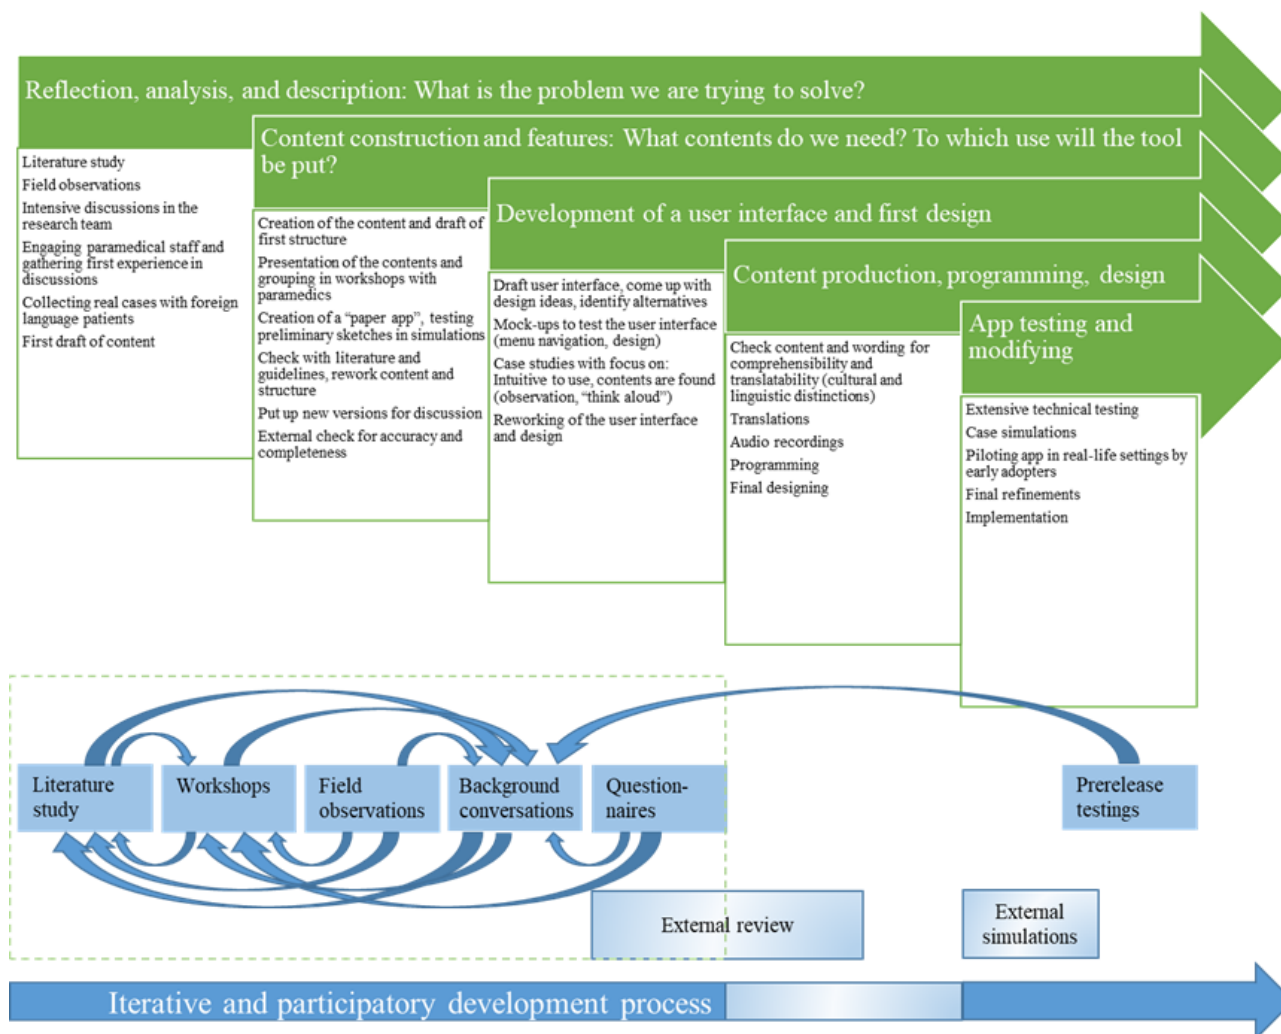 Reflection, analysis, and description: What is the problem we are trying to solve?
Literature study
Field observations
Intensive discussions in the
research team
Engaging paramedical staff and
gathering first experience in
discussions
Collecting real cases with foreign
language patients
First draft of content
Content construction and features: What contents do we need? To which use will the tool
be put?
Creation of the content and draft of
first structure
Presentation of the contents and
grouping in workshops with
paramedics
Creation of a “paper app”, testing
preliminary sketches in simulations
Check with literature and
guidelines, rework content and
structure
Put up new versions for discussion
External check for accuracy and
completeness
Development of a user interface and first design
Draft user interface, come up with
design ideas, identify alternatives
Mock-ups to test the user interface
(menu navigation, design)
Case studies with focus on:
Intuitive to use, contents are found
(observation, “think aloud”)
Reworking of the user interface
and design
Content production, programming, design
Check content and wording for
comprehensibility and
translatability (cultural and
linguistic distinctions)
Translations
Audio recordings
Programming
Final designing
App testing and
modifying
Extensive technical testing
Case simulations
Piloting app in real-life settings by
early adopters
Final refinements
Implementation
Literature
study
Workshops
Field
observations
Background
conversations
Question-
naires
Prerelease
testings
External review
External
simulations
Iterative and participatory development process